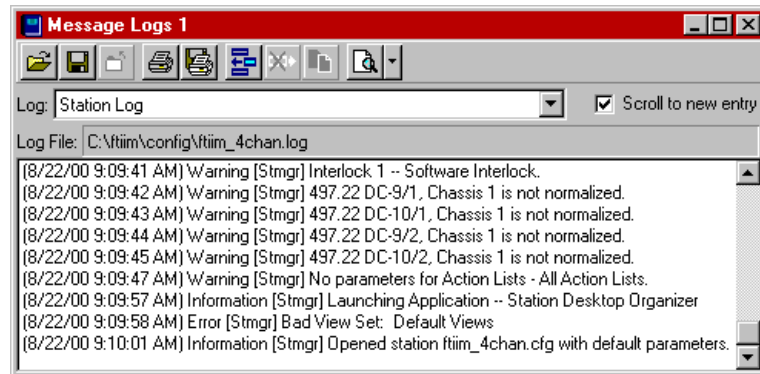 Message Logs 1
Log: Station Log Scroll to new entry
Log File: C:\ftiim\config\ftiim_4chan.log
(8/22/00 9:09:41 AM) Warning [Stmgr] Interlock 1 -- Software Interlock.
(8/22/00 9:09:42 AM) Warning [Stmgr] 497.22 DC-9/1, Chassis 1 is not normalized.
(8/22/00 9:09:43 AM) Warning [Stmgr] 497.22 DC-10/1, Chassis 1 is not normalized.
(8/22/00 9:09:44 AM) Warning [Stmgr] 497.22 DC-9/2, Chassis 1 is not normalized.
(8/22/00 9:09:45 AM) Warning [Stmgr] 497.22 DC-10/2, Chassis 1 is not normalized.
(8/22/00 9:09:47 AM) Warning [Stmgr] No parameters for Action Lists - All Action Lists.
(8/22/00 9:09:57 AM) Information [Stmgr] Launching Application -- Station Desktop Organizer
(8/22/00 9:09:58 AM) Error [Stmgr] Bad View Set: Default Views
(8/22/00 9:10:01 AM) Information [Stmgr] Opened station ftiim_4chan.cfg with default parameters.